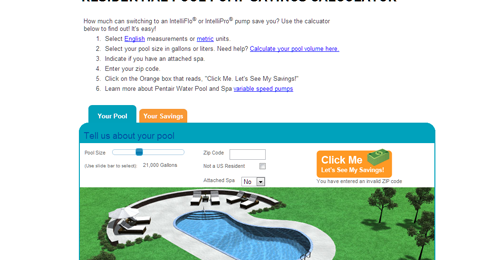 RESIDENTIAL POOL PUMP SAVINGS CALCULATOR
How much can switching to an IntelliFlo® or IntelliPro® pump save you? Use the calcuator
below to find out! It's easy!
1. Select English measurements or metric units.
2. Select your pool size in gallons or liters. Need help? Calculate your pool volume here.
3. Indicate if you have an attached spa.
4. Enter your zip code.
5. Click on the Orange box that reads, "Click Me. Let's See My Savings!"
6. Learn more about Pentair Water Pool and Spa variable speed pumps
Your Pool Your Savings
Tell us about your pool
Pool Size Zip Code
(Use slide bar to select): 21,000 Gallons Not a US Resident
Attached Spa No
Click Me
Let's See My Savings!
You have entered an invalid ZIP code